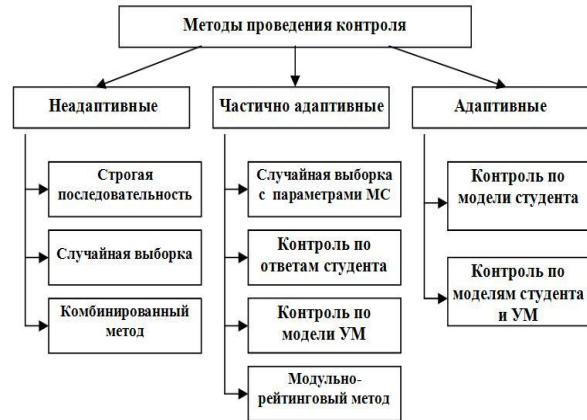 Методы проведения контроля
Неадаптивные
Частично адаптивные
Адаптивные
Строгая
последовательность
Случайная выборка
Комбинированный
метод
Случайная выборка
с параметрами МС
Контроль по
ответам студента
Контроль по
модели УМ
Модульно-
рейтинговый метод
Контроль по
модели студента
Контроль по
моделям студента
и УМ